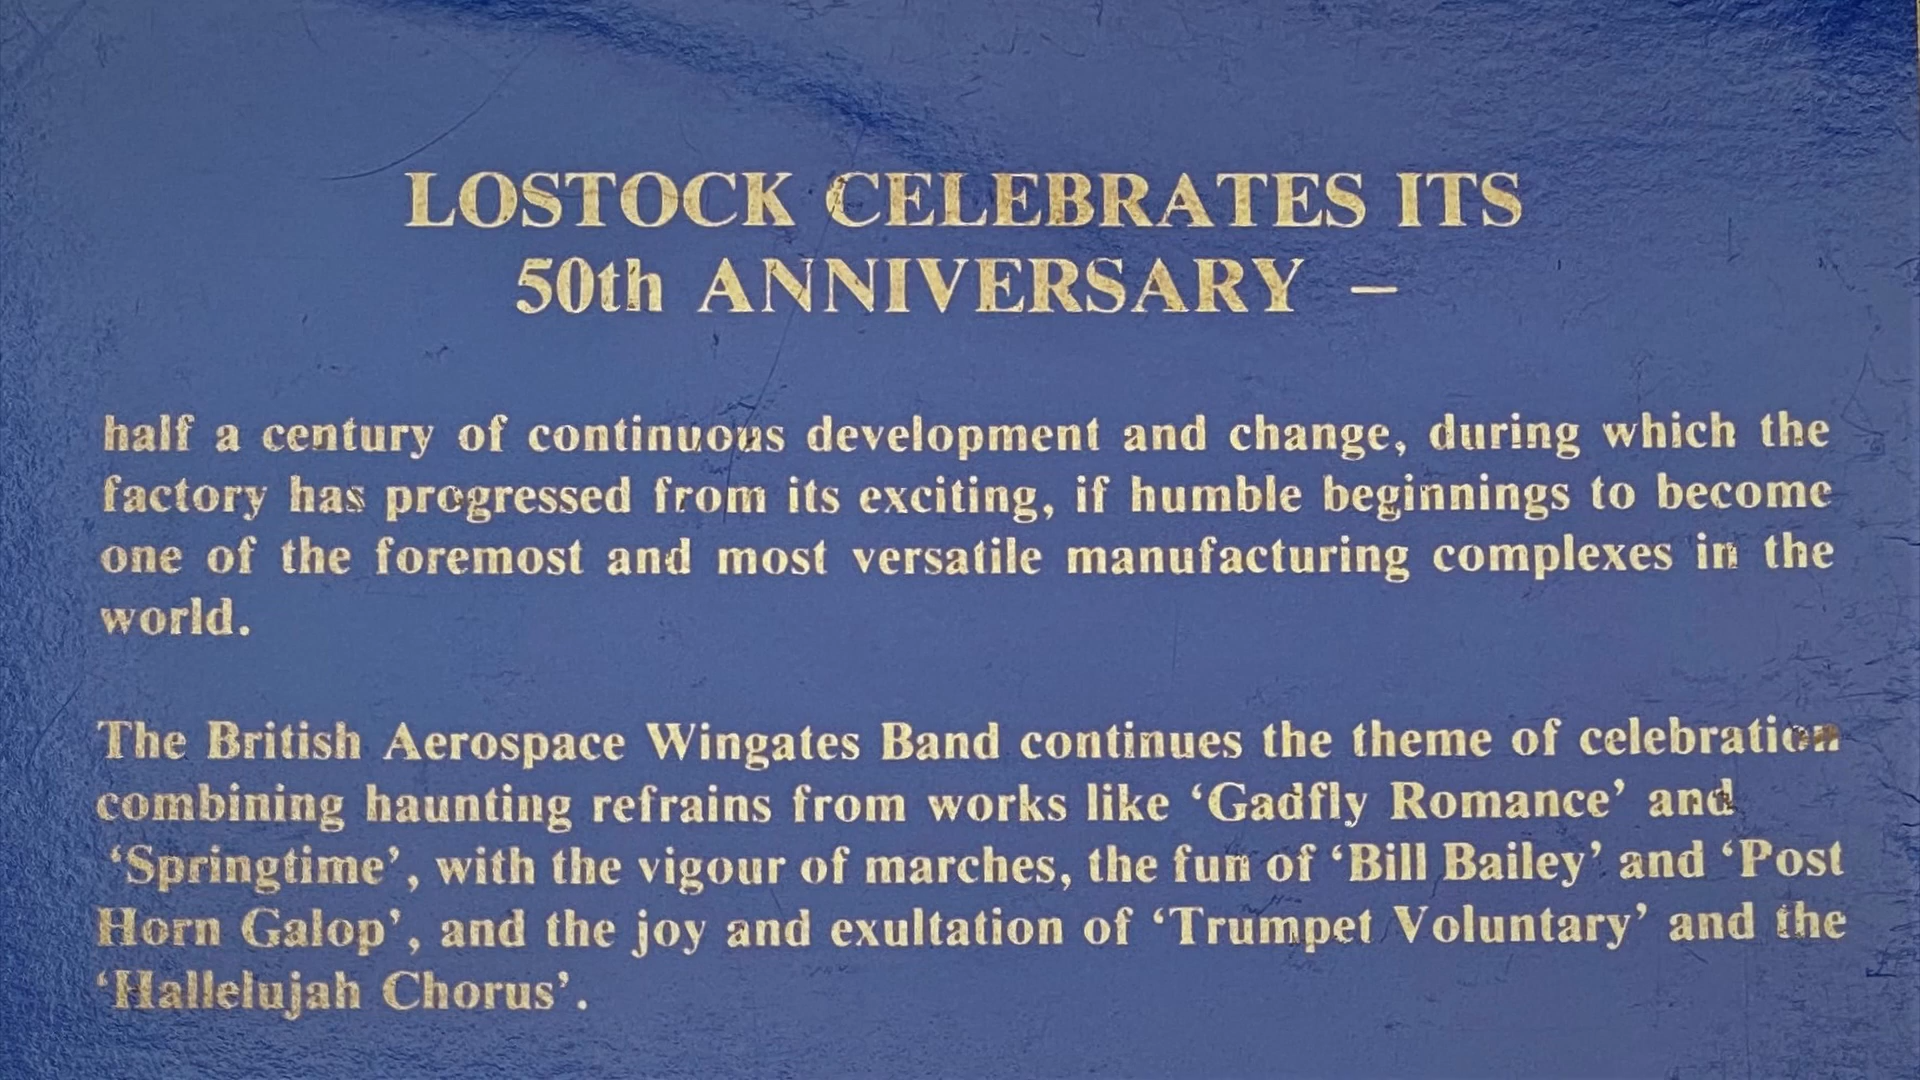 LOSTOCK CELEBRATES ITS
50th ANNIVERSARY –
half a century of continuous development and change, during which the
factory has progressed from its exciting, if humble beginnings to become
one of the foremost and most versatile manufacturing complexes in the
world.
The British Aerospace Wingates Band continues the theme of celebration
combining haunting refrains from works like ‘Gadfly Romance’ and
‘Springtime’, with the vigour of marches, the fun of ‘Bill Bailey’ and ‘Post
Horn Galop’, and the joy and exultation of ‘Trumpet Voluntary’ and the
‘Hallelujah Chorus’.